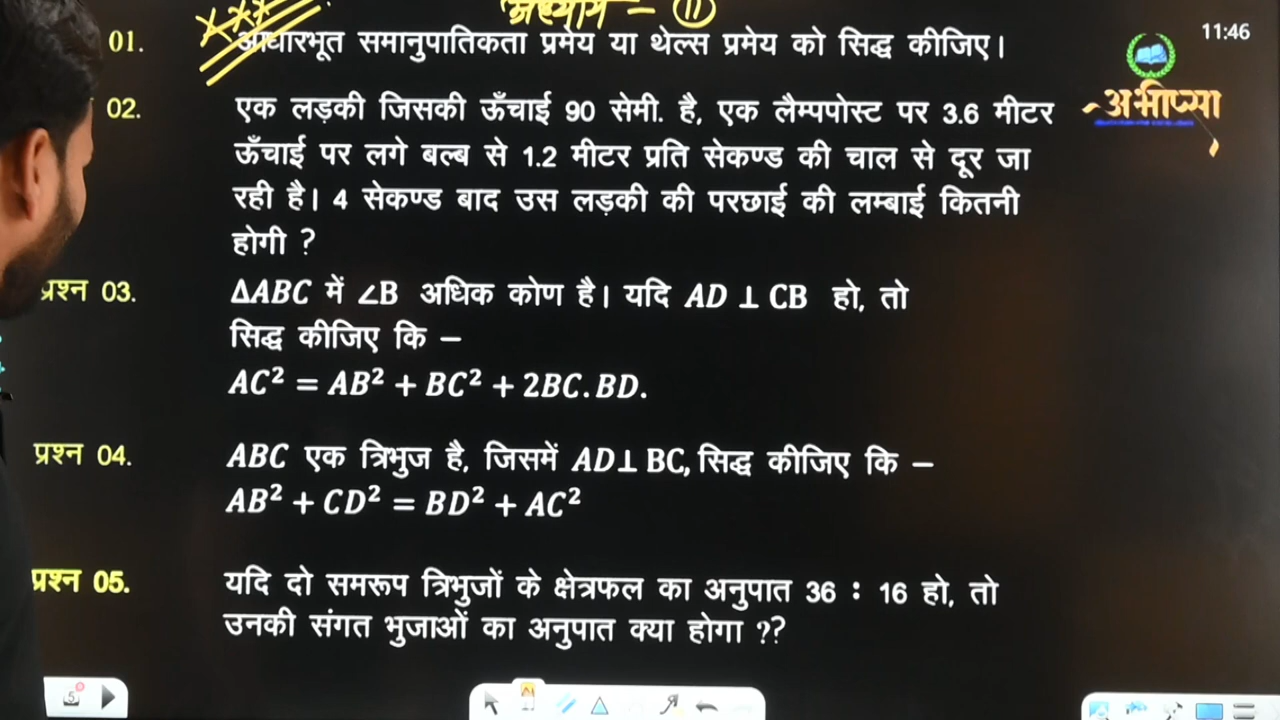 अध्याय - 11
11:46
01. आधारभूत समानुपातिकता प्रमेय या थेल्स प्रमेय को सिद्ध कीजिए।
अभीप्सा
02. एक लड़की जिसकी ऊँचाई 90 सेमी. है, एक लैम्पपोस्ट पर 3.6 मीटर
ऊँचाई पर लगे बल्ब से 1.2 मीटर प्रति सेकण्ड की चाल से दूर जा
रही है। 4 सेकण्ड बाद उस लड़की की परछाई की लम्बाई कितनी
होगी ?
प्रश्न 03. ΔABC में ∠B अधिक कोण है। यदि AD ⊥ CB हो, तो
सिद्ध कीजिए कि –
AC² = AB² + BC² + 2BC.BD.
प्रश्न 04. ABC एक त्रिभुज है, जिसमें AD⊥ BC, सिद्ध कीजिए कि –
AB² + CD² = BD² + AC²
प्रश्न 05. यदि दो समरूप त्रिभुजों के क्षेत्रफल का अनुपात 36 : 16 हो, तो
उनकी संगत भुजाओं का अनुपात क्या होगा ??